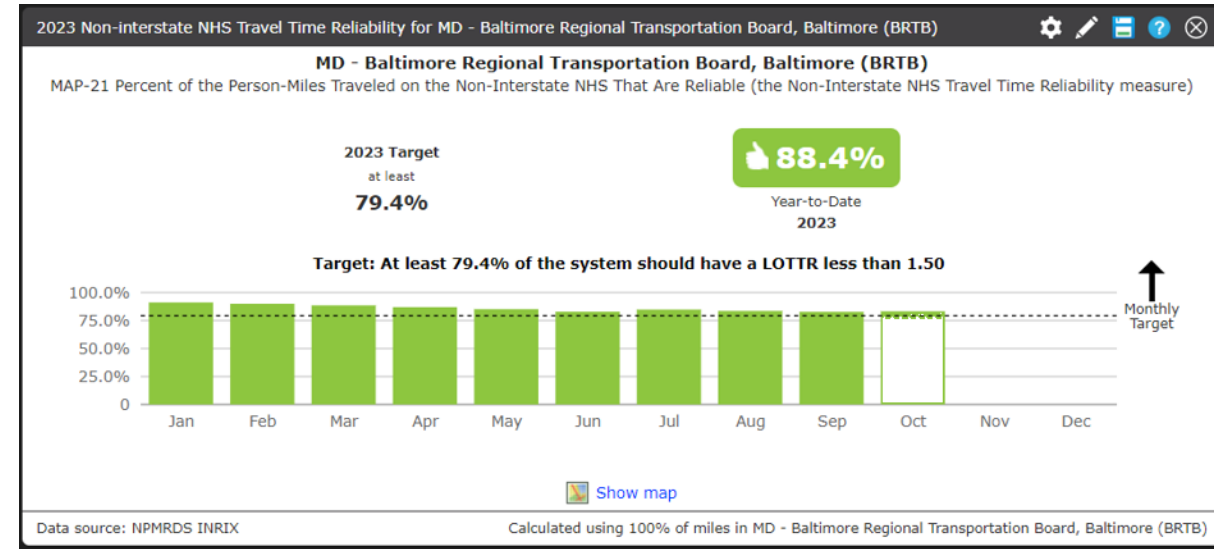 2023 Non-interstate NHS Travel Time Reliability for MD - Baltimore Regional Transportation Board, Baltimore (BRTB)
MD - Baltimore Regional Transportation Board, Baltimore (BRTB)
MAP-21 Percent of the Person-Miles Traveled on the Non-Interstate NHS That Are Reliable (the Non-Interstate NHS Travel Time Reliability measure)
2023 Target
at least
79.4%
88.4%
Year-to-Date
2023
Target: At least 79.4% of the system should have a LOTTR less than 1.50
100.0%
75.0%
50.0%
25.0%
0
Monthly
Target
Jan Feb Mar Apr May Jun Jul Aug Sep Oct Nov Dec
Show map
Data source: NPMRDS INRIX
Calculated using 100% of miles in MD - Baltimore Regional Transportation Board, Baltimore (BRTB)